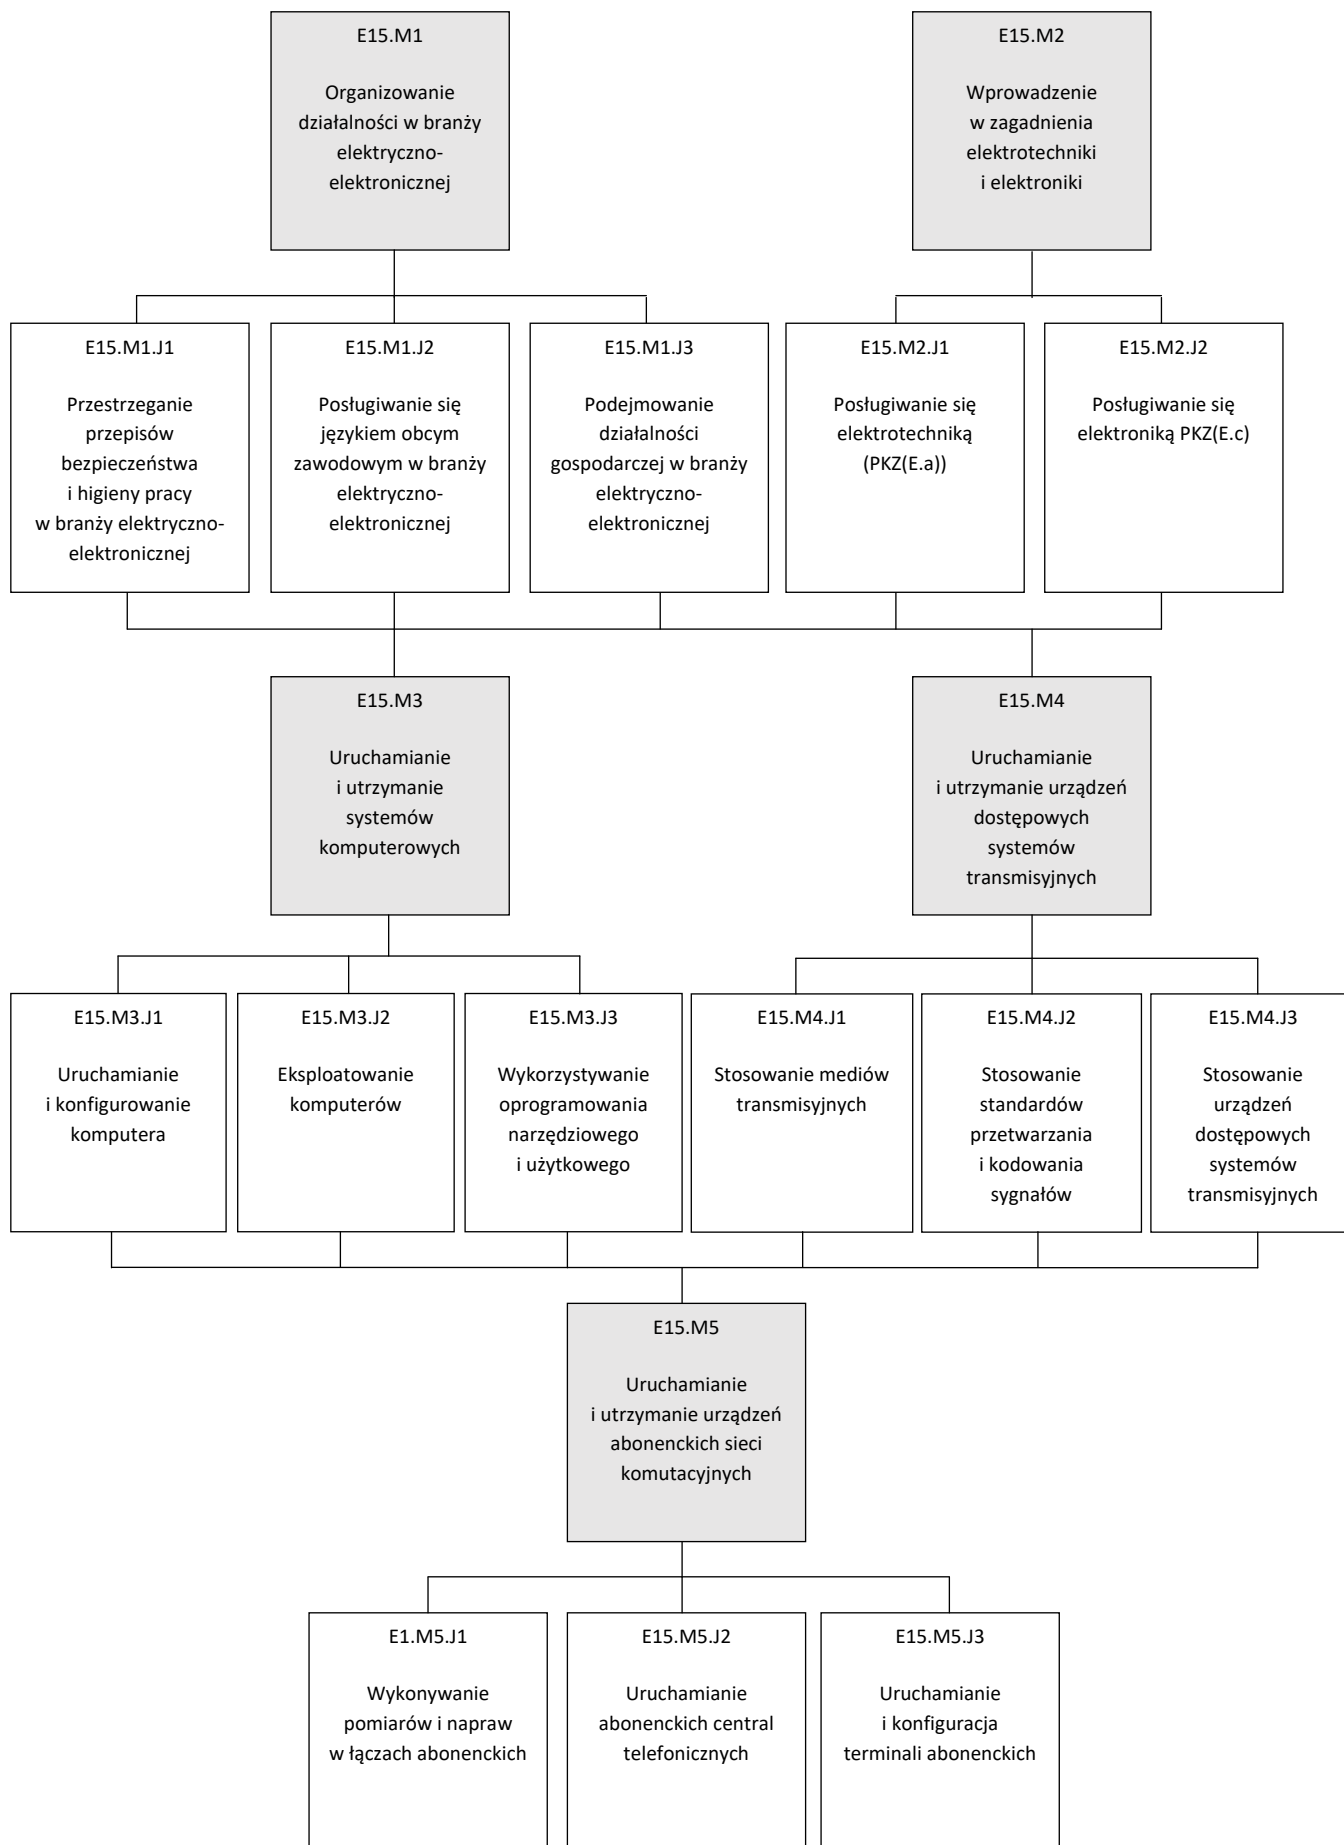 E15.M1
Organizowanie
działalności w branży
elektryczno-
elektronicznej
E15.M2
Wprowadzenie
w zagadnienia
elektrotechniki
i elektroniki
E15.M1.J1
Przestrzeganie
przepisów
bezpieczeństwa
i higieny pracy
w branży elektryczno-
elektronicznej
E15.M1.J2
Posługiwanie się
językiem obcym
zawodowym w branży
elektryczno-
elektronicznej
E15.M1.J3
Podejmowanie
działalności
gospodarczej w branży
elektryczno-
elektronicznej
E15.M2.J1
Posługiwanie się
elektrotechniką
(PKZ(E.a))
E15.M2.J2
Posługiwanie się
elektroniką PKZ(E.c)
E15.M3
Uruchamianie
i utrzymanie
systemów
komputerowych
E15.M4
Uruchamianie
i utrzymanie urządzeń
dostępowych
systemów
transmisyjnych
E15.M3.J1
Uruchamianie
i konfigurowanie
komputera
E15.M3.J2
Eksploatowanie
komputerów
E15.M3.J3
Wykorzystywanie
oprogramowania
narzędziowego
i użytkowego
E15.M4.J1
Stosowanie mediów
transmisyjnych
E15.M4.J2
Stosowanie
standardów
przetwarzania
i kodowania
sygnałów
E15.M4.J3
Stosowanie
urządzeń
dostępowych
systemów
transmisyjnych
E15.M5
Uruchamianie
i utrzymanie urządzeń
abonenckich sieci
komutacyjnych
E1.M5.J1
Wykonywanie
pomiarów i napraw
w łączach abonenckich
E15.M5.J2
Uruchamianie
abonenckich central
telefonicznych
E15.M5.J3
Uruchamianie
i konfiguracja
terminali abonenckich